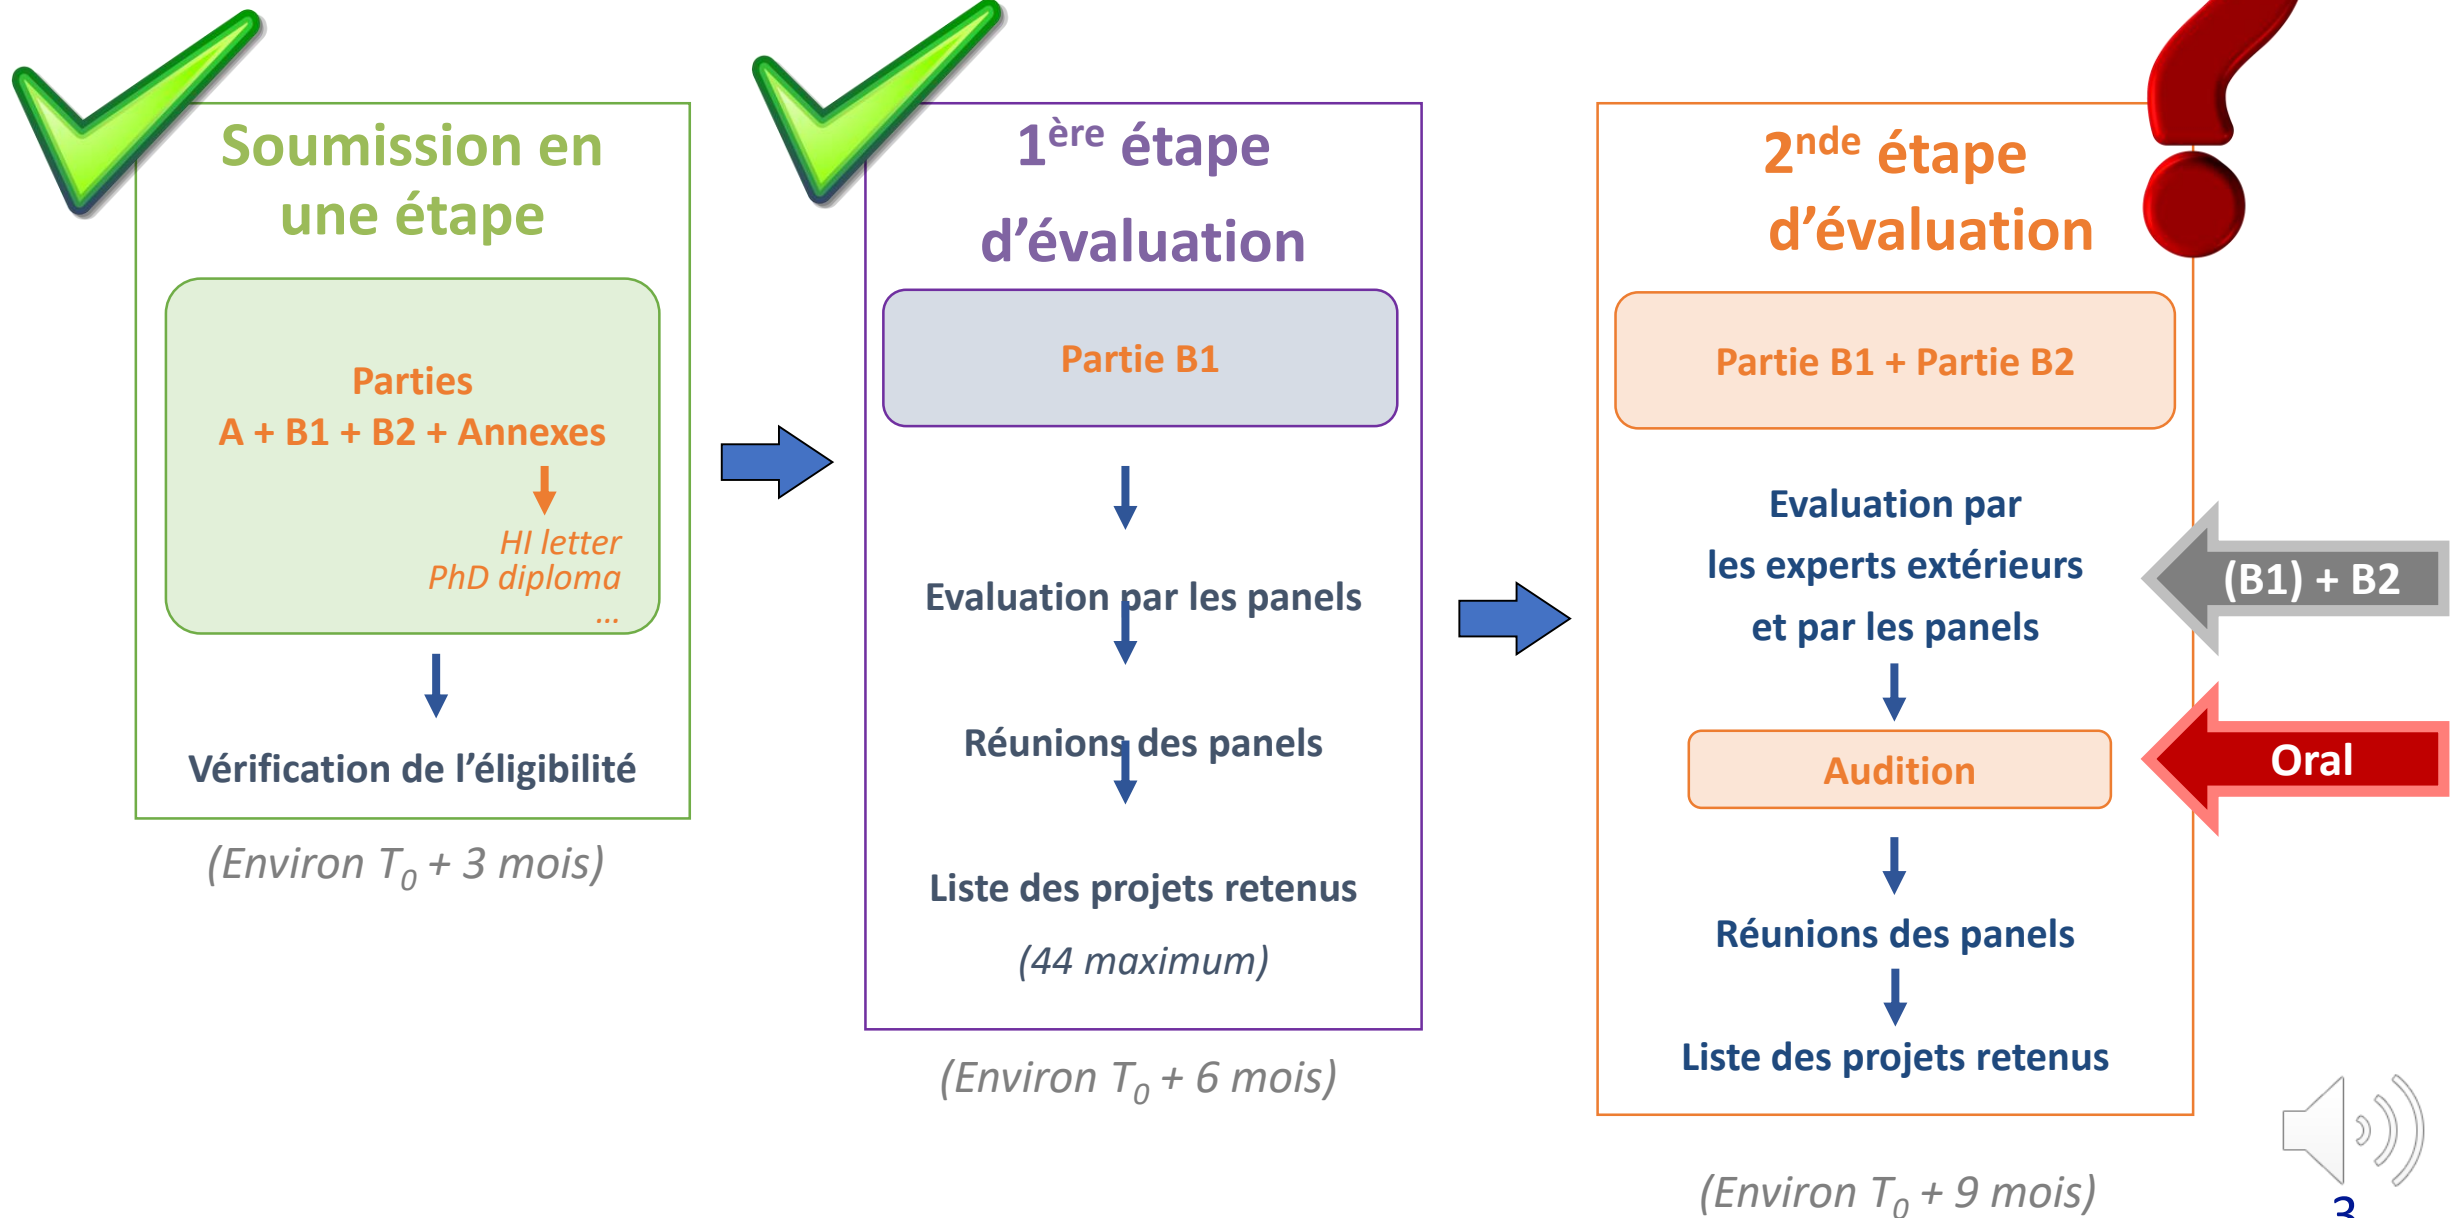 Soumission en
une étape
Parties
A + B1 + B2 + Annexes
HI letter
PhD diploma
...
Vérification de l’éligibilité
(Environ T0 + 3 mois)
1ère étape
d’évaluation
Partie B1
Evaluation par les panels
Réunions des panels
Liste des projets retenus
(44 maximum)
(Environ T0 + 6 mois)
2nde étape
d’évaluation
Partie B1 + Partie B2
Evaluation par
les experts extérieurs
et par les panels
(B1) + B2
Audition
Oral
Réunions des panels
Liste des projets retenus
(Environ T0 + 9 mois)
3